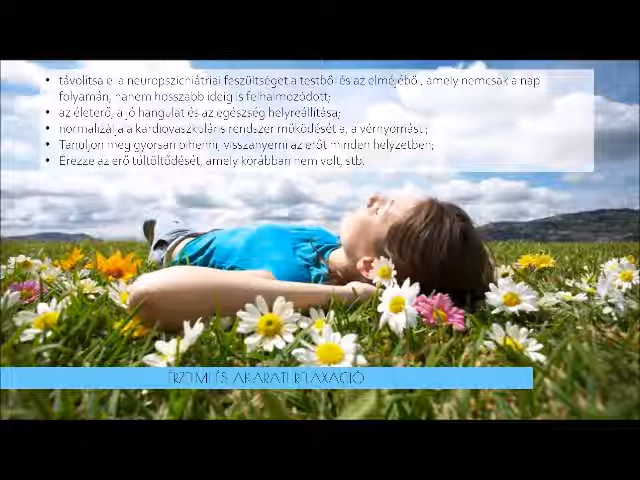 • távolítsa el a neuropszichiátriai feszültséget a testből és az elméjéből, amely nemcsak a nap
folyamán, hanem hosszabb ideig is felhalmozódott;
• az életerő, a jó hangulat és az egészség helyreállítása;
• normalizálja a kardiovaszkuláris rendszer működését a, a vérnyomást;
• Tanuljon meg gyorsan pihenni, visszanyerni az erőt minden helyzetben;
• Érezze az erő túltöltődését, amely korábban nem volt, stb.
ÉRZELMI ÉS AKARATI RELAXÁCIÓ